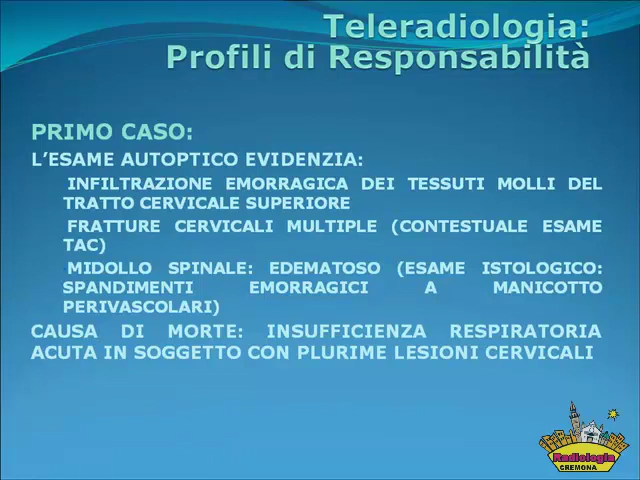 Teleradiologia:
Profili di Responsabilità
PRIMO CASO:
L'ESAME AUTOPTICO EVIDENZIA:
INFILTRAZIONE EMORRAGICA DEI TESSUTI MOLLI DEL
TRATTO CERVICALE SUPERIORE
FRATTURE CERVICALI MULTIPLE (CONTESTUALE ESAME
TAC)
MIDOLLO SPINALE: EDEMATOSO (ESAME ISTOLOGICO:
SPANDIMENTI EMORRAGICI A MANICOTTO
PERIVASCOLARI)
CAUSA DI MORTE: INSUFFICIENZA RESPIRATORIA
ACUTA IN SOGGETTO CON PLURIME LESIONI CERVICALI
Radiologia
CREMONA